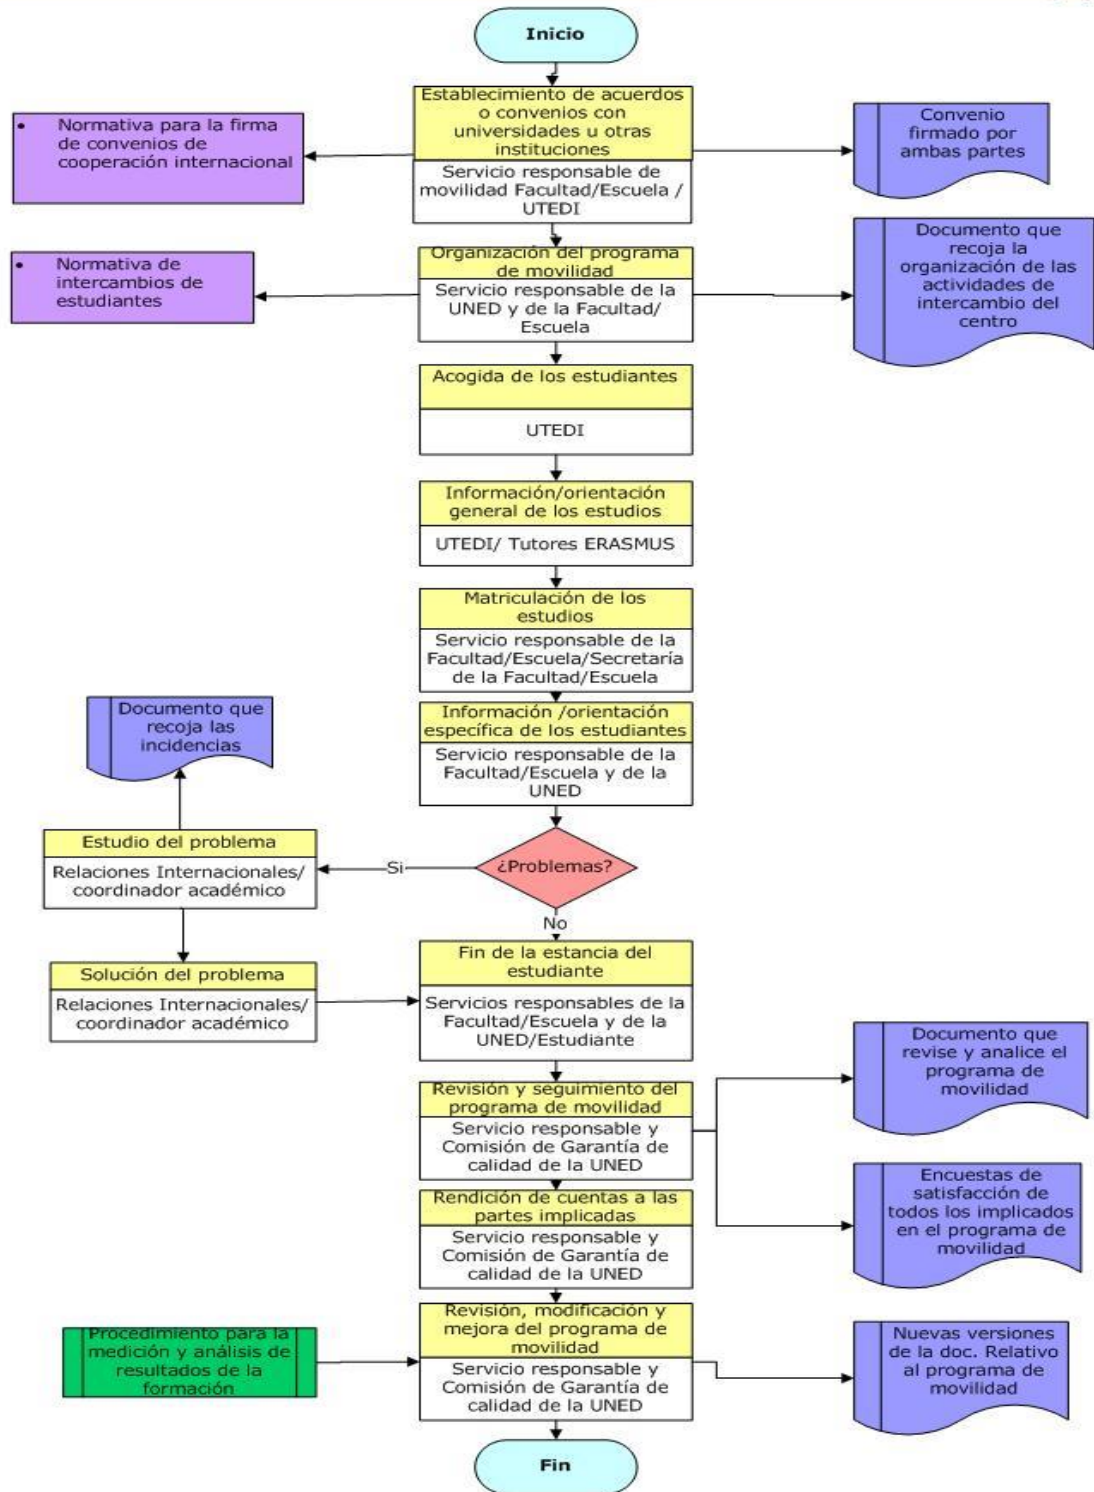 Inicio
Establecimiento de acuerdos
o convenios con
universidades u otras
instituciones
Servicio responsable de
movilidad Facultad/Escuela /
UTEDI
• Normativa para la firma
de convenios de
cooperación internacional
Convenio
firmado por
ambas partes
Organización del programa
de movilidad
Servicio responsable de la
UNED y de la Facultad/
Escuela
• Normativa de
intercambios de
estudiantes
Documento que
recoja la
organización de las
actividades de
intercambio del
centro
Acogida de los estudiantes
UTEDI
Información/orientación
general de los estudios
UTEDI/ Tutores ERASMUS
Matriculación de los
estudios
Servicio responsable de la
Facultad/Escuela/Secretaría
de la Facultad/Escuela
Información /orientación
específica de los estudiantes
Servicio responsable de la
Facultad/Escuela y de la
UNED
Documento que
recoja las
incidencias
¿Problemas?
Si
Estudio del problema
Relaciones Internacionales/
coordinador académico
No
Solución del problema
Relaciones Internacionales/
coordinador académico
Fin de la estancia del
estudiante
Servicios responsables de la
Facultad/Escuela y de la
UNED/Estudiante
Revisión y seguimiento del
programa de movilidad
Servicio responsable y
Comisión de Garantía de
calidad de la UNED
Documento que
revise y analice el
programa de
movilidad
Encuestas de
satisfacción de
todos los implicados
en el programa de
movilidad
Rendición de cuentas a las
partes implicadas
Servicio responsable y
Comisión de Garantía de
calidad de la UNED
Revisión, modificación y
mejora del programa de
movilidad
Servicio responsable y
Comisión de Garantía de
calidad de la UNED
Procedimiento para la
medición y análisis de
resultados de la
formación
Nuevas versiones
de la doc. Relativo
al programa de
movilidad
Fin